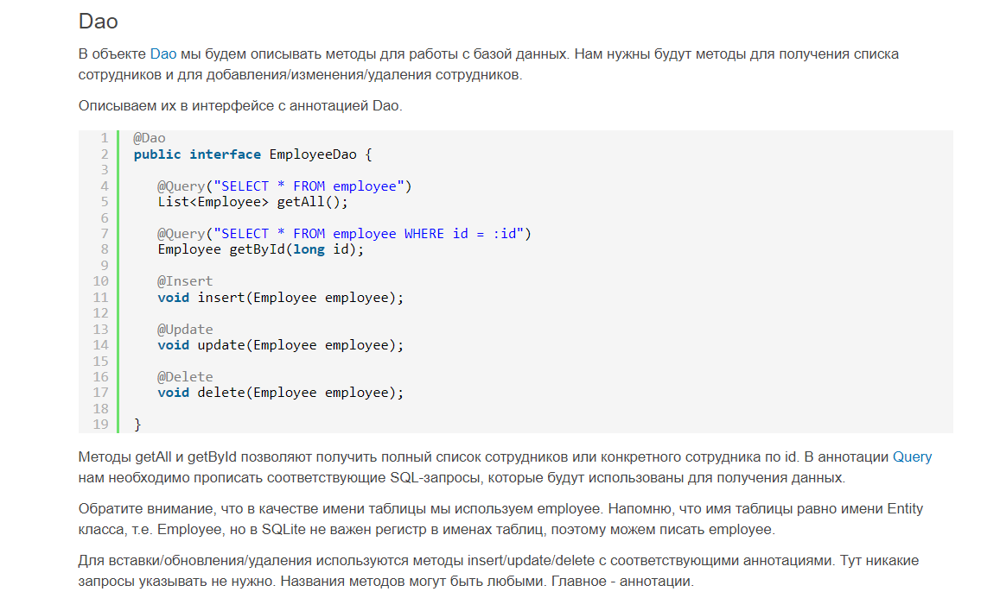 Dao
В объекте Dao мы будем описывать методы для работы с базой данных. Нам нужны будут методы для получения списка
сотрудников и для добавления/изменения/удаления сотрудников.
Описываем их в интерфейсе с аннотацией Dao.
1 @Dao
2 public interface EmployeeDao {
3
4 @Query("SELECT * FROM employee")
5 List<Employee> getAll();
6
7 @Query("SELECT * FROM employee WHERE id = :id")
8 Employee getById(long id);
9
10 @Insert
11 void insert(Employee employee);
12
13 @Update
14 void update(Employee employee);
15
16 @Delete
17 void delete(Employee employee);
18
19 }
Методы getAll и getById позволяют получить полный список сотрудников или конкретного сотрудника по id. В аннотации Query
нам необходимо прописать соответствующие SQL-запросы, которые будут использованы для получения данных.
Обратите внимание, что в качестве имени таблицы мы используем employee. Напомню, что имя таблицы равно имени Entity
класса, т.е. Employee, но в SQLite не важен регистр в именах таблиц, поэтому можем писать employee.
Для вставки/обновления/удаления используются методы insert/update/delete с соответствующими аннотациями. Тут никакие
запросы указывать не нужно. Названия методов могут быть любыми. Главное - аннотации.